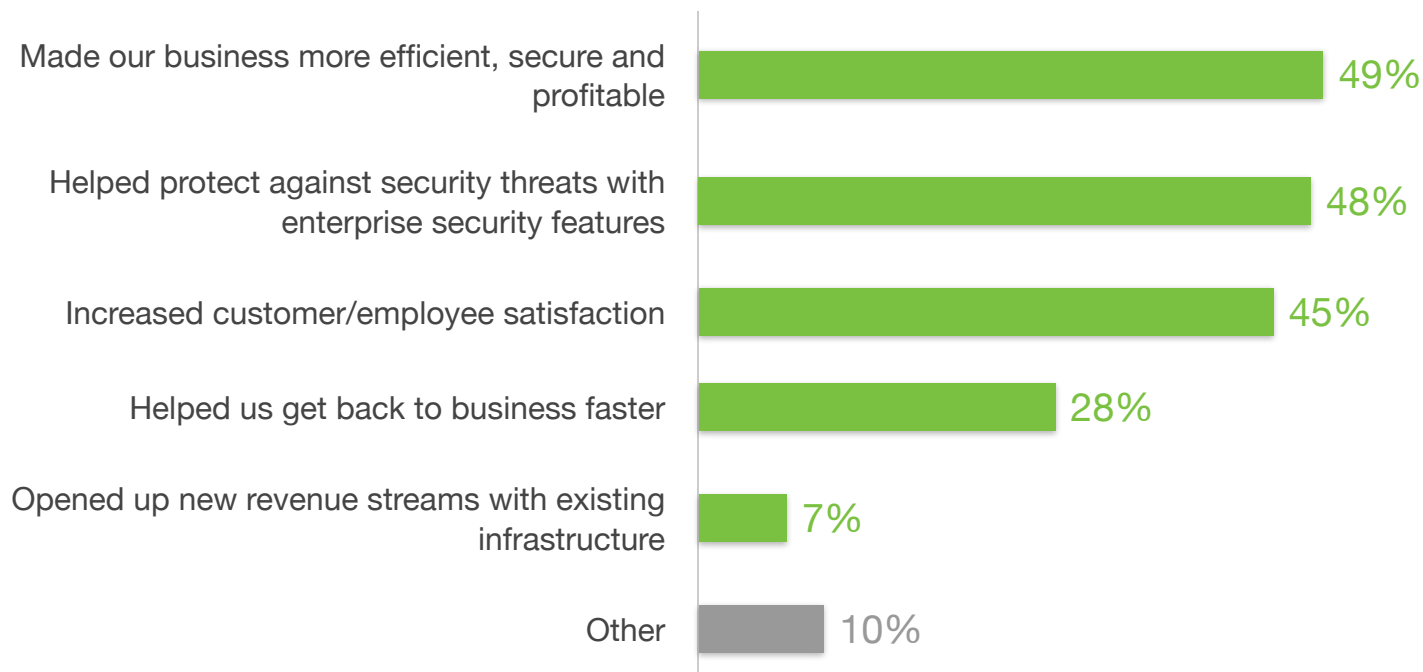 Made our business more efficient, secure and
profitable
49%
Helped protect against security threats with
enterprise security features
48%
Increased customer/employee satisfaction
45%
Helped us get back to business faster
28%
Opened up new revenue streams with existing
infrastructure
7%
Other
10%